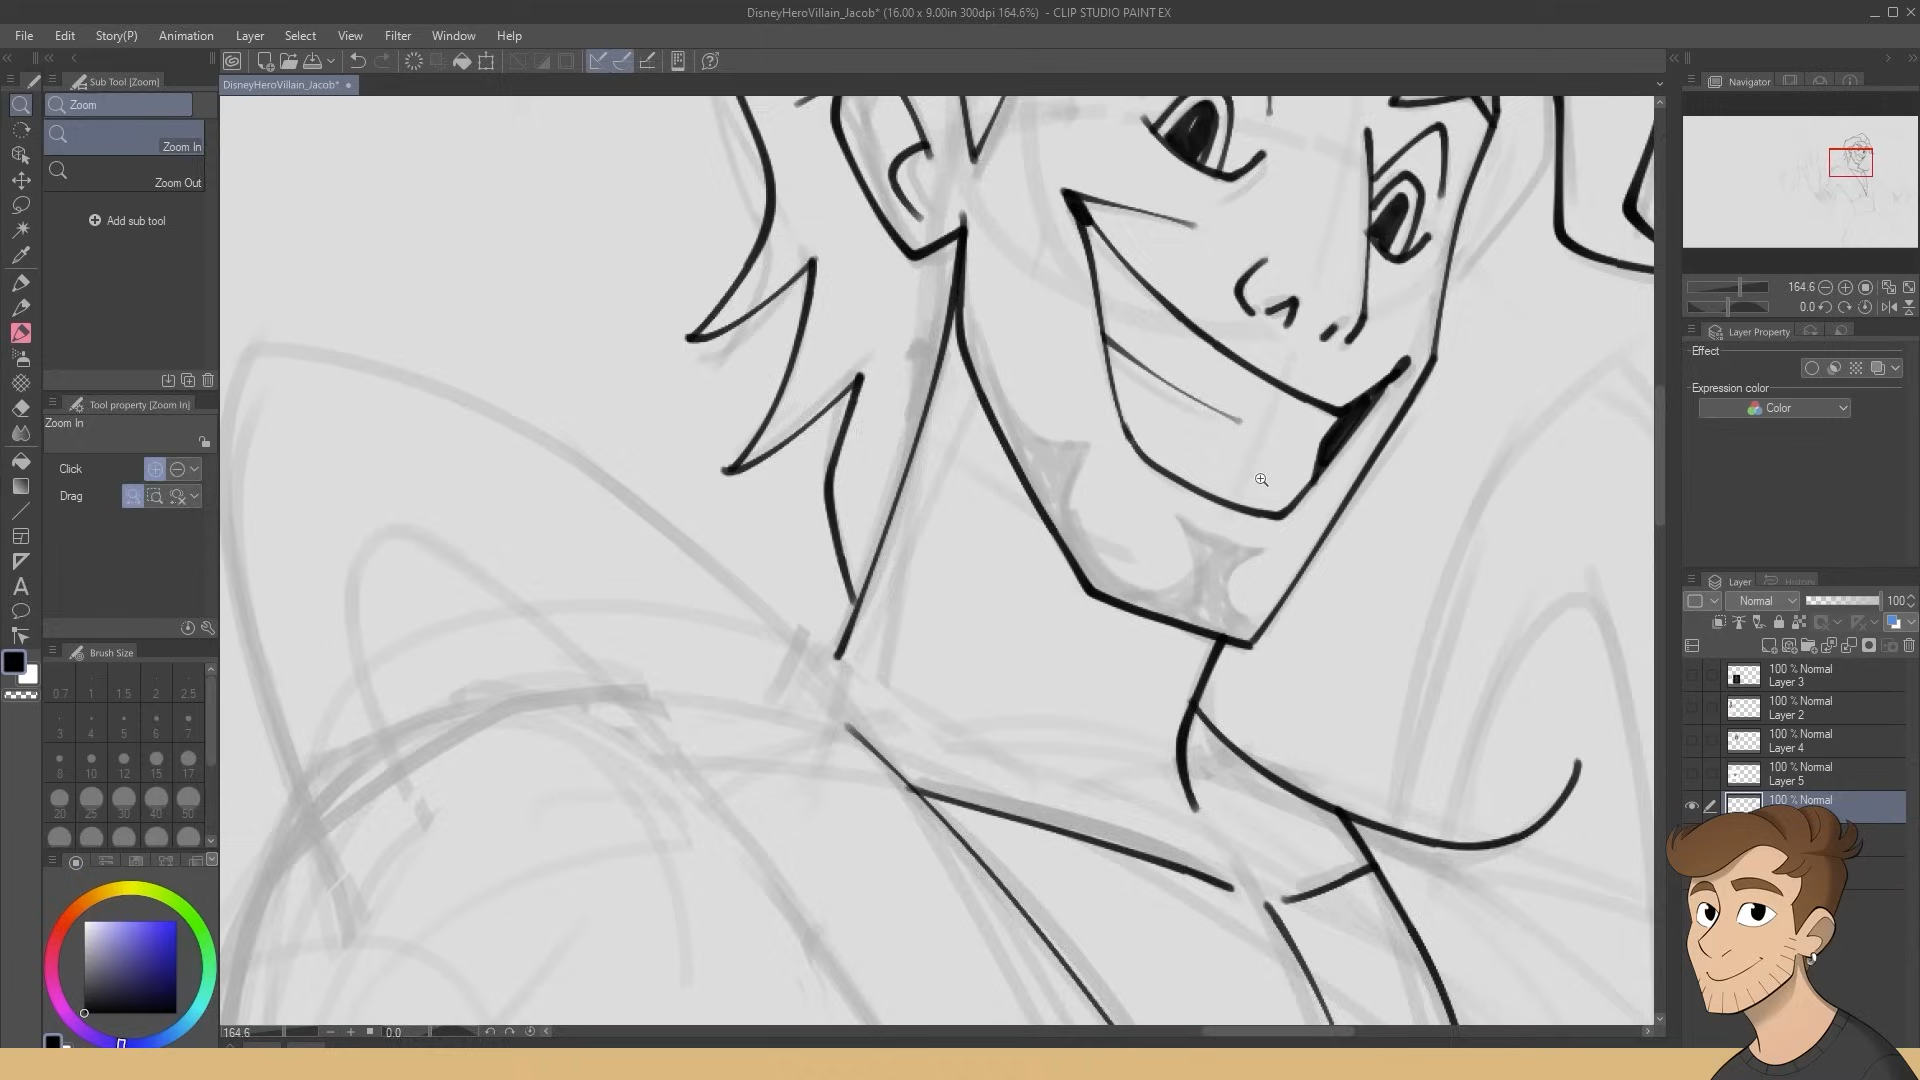 DisneyHeroVillain_Jacob* (16.00 x 9.00in 300dpi 164.6%) - CLIP STUDIO PAINT EX
File Edit Story(P) Animation Layer Select View Filter Window Help
Sub Tool [Zoom]
Zoom
Zoom In
Zoom Out
Add sub tool
Tool property [Zoom In]
Zoom In
Click
Drag
Brush Size
0.7 1 1.5 2 2.5
3 4 5 6 7
8 10 12 15 17
20 25 30 40 50
DisneyHeroVillain_Jacob*
164.6 0.0
Navigator
164.6
0.0
Layer Property
Effect
Expression color
Color
Layer History
Normal 100
100 % Normal
Layer 3
100 % Normal
Layer 2
100 % Normal
Layer 4
100 % Normal
Layer 5
100 % Normal